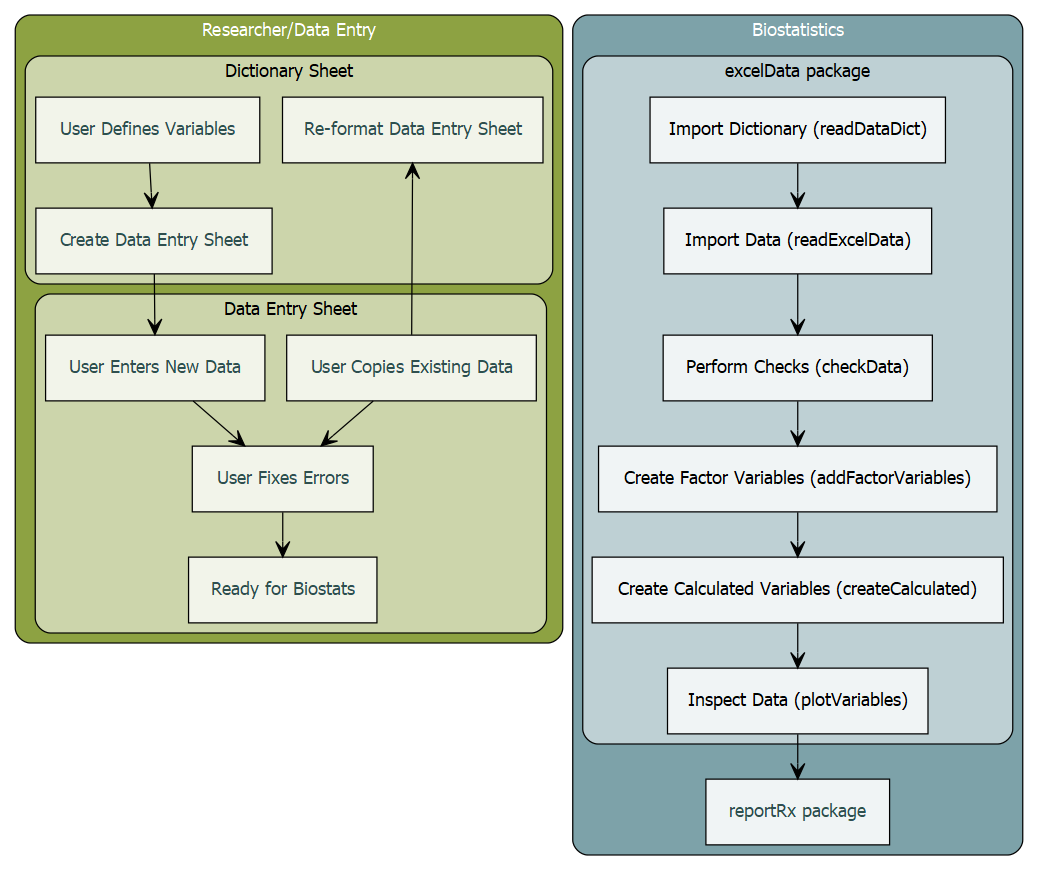 Researcher/Data Entry
Dictionary Sheet
User Defines Variables
Re-format Data Entry Sheet
Create Data Entry Sheet
Data Entry Sheet
User Enters New Data
User Copies Existing Data
User Fixes Errors
Ready for Biostats
Biostatistics
excelData package
Import Dictionary (readDataDict)
Import Data (readExcelData)
Perform Checks (checkData)
Create Factor Variables (addFactorVariables)
Create Calculated Variables (createCalculated)
Inspect Data (plotVariables)
reportRx package